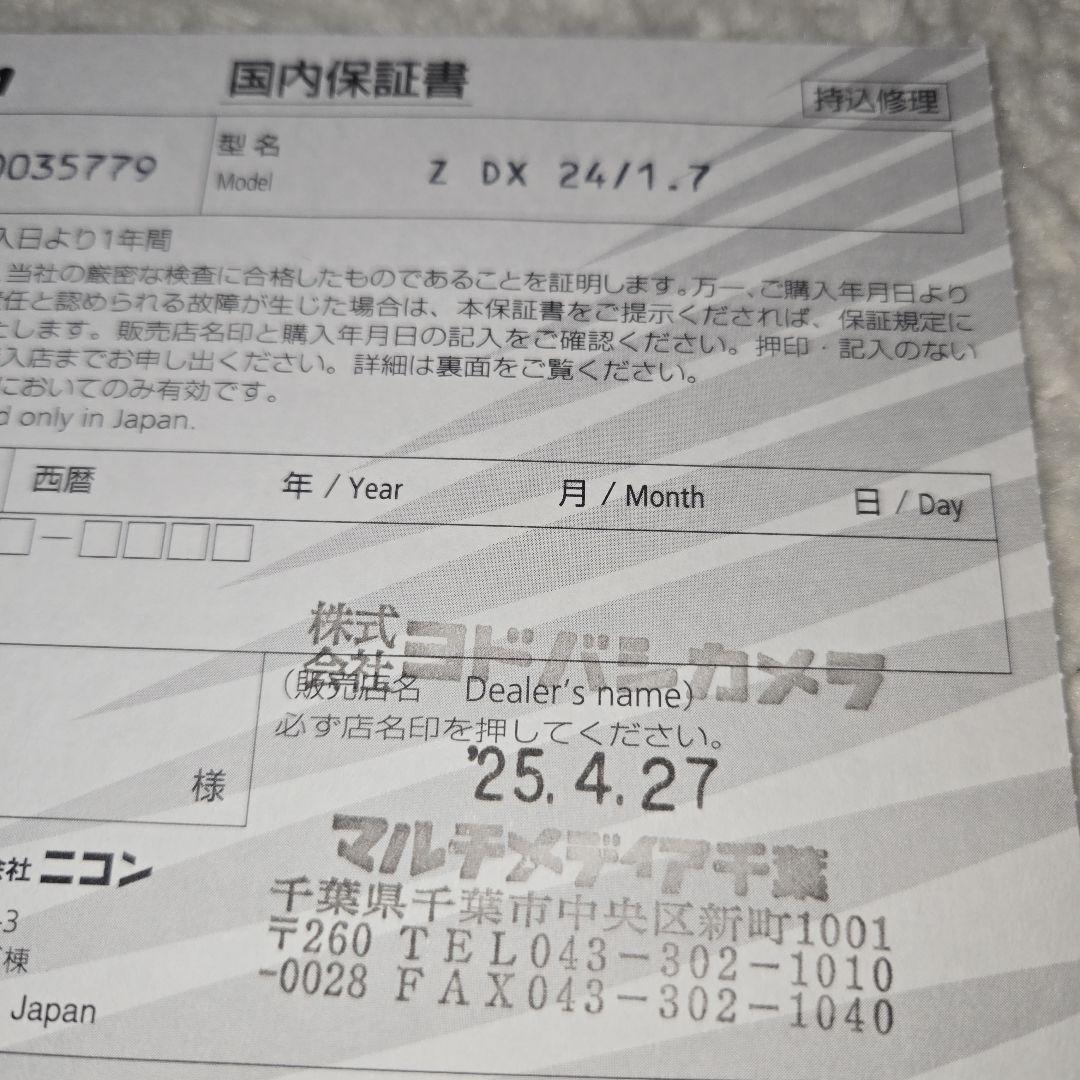 国内保証書
持込修理
0035779
型名
Model
Z DX 24/1.7
入日より1年間
当社の厳密な検査に合格したものであることを証明します。万一、ご購入年月日より
任と認められる故障が生じた場合は、本保証書をご提示くだされば、保証規定に
とします。販売店名印と購入年月日の記入をご確認ください。押印・記入のない
入店までお申し出ください。詳細は裏面をご覧ください。
においてのみ有効です。
d only in Japan.
西暦 年 / Year 月 / Month 日 / Day
株式会社ヨドバシカメラ
(販売店名 Dealer's name)
必ず店名印を押してください。
'25.4.27
様
マルチメディア千葉
会社 ニコン
千葉県千葉市中央区新町1001
〒260 TEL043-302-1010
-0028 FAX043-302-1040
-3
棟
Japan